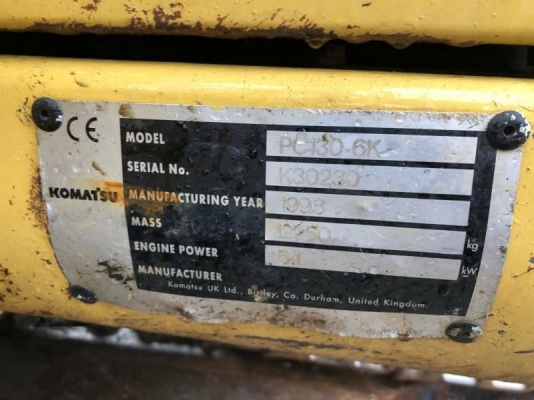 CE
KOMATSU
MODEL PC130-6K
SERIAL No. K30230
MANUFACTURING YEAR 1998
MASS kg
ENGINE POWER kW
MANUFACTURER
Komatsu UK Ltd., Birtley, Co. Durham, United Kingdom.